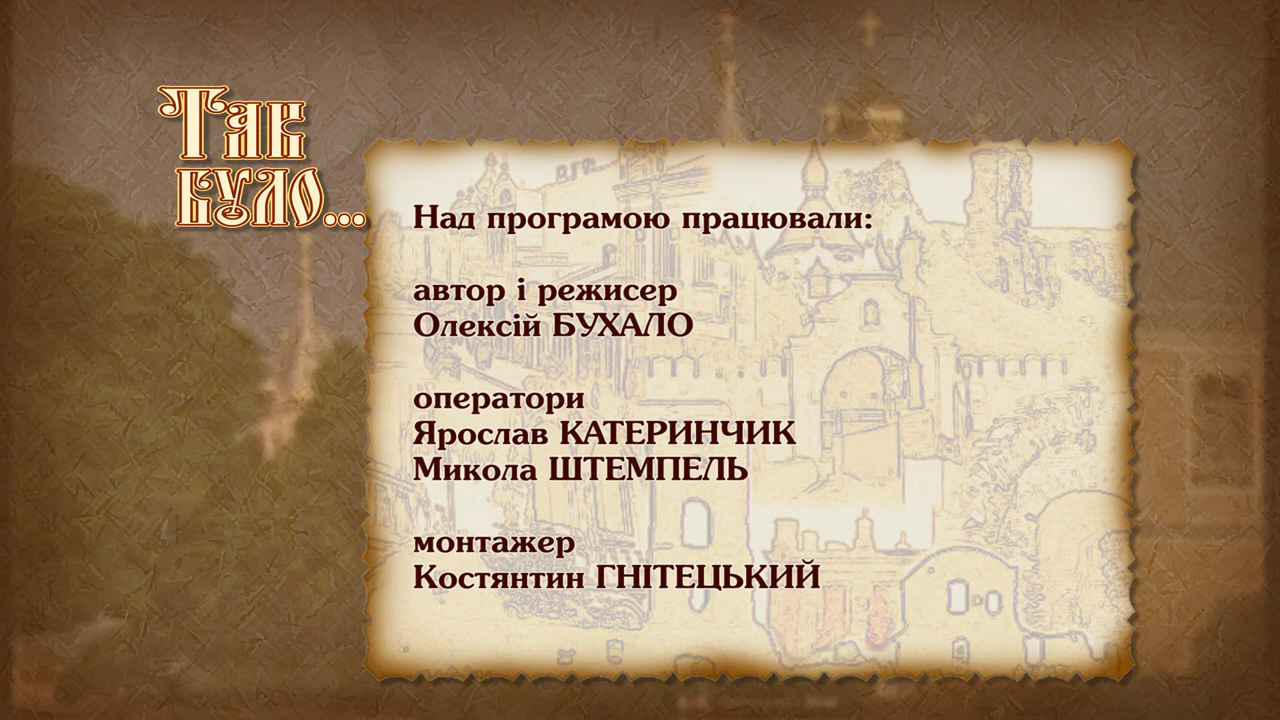 Так
було...
Над програмою працювали:
автор і режисер
Олексій БУХАЛО
оператори
Ярослав КАТЕРИНЧИК
Микола ШТЕМПЕЛЬ
монтажер
Костянтин ГНІТЕЦЬКИЙ